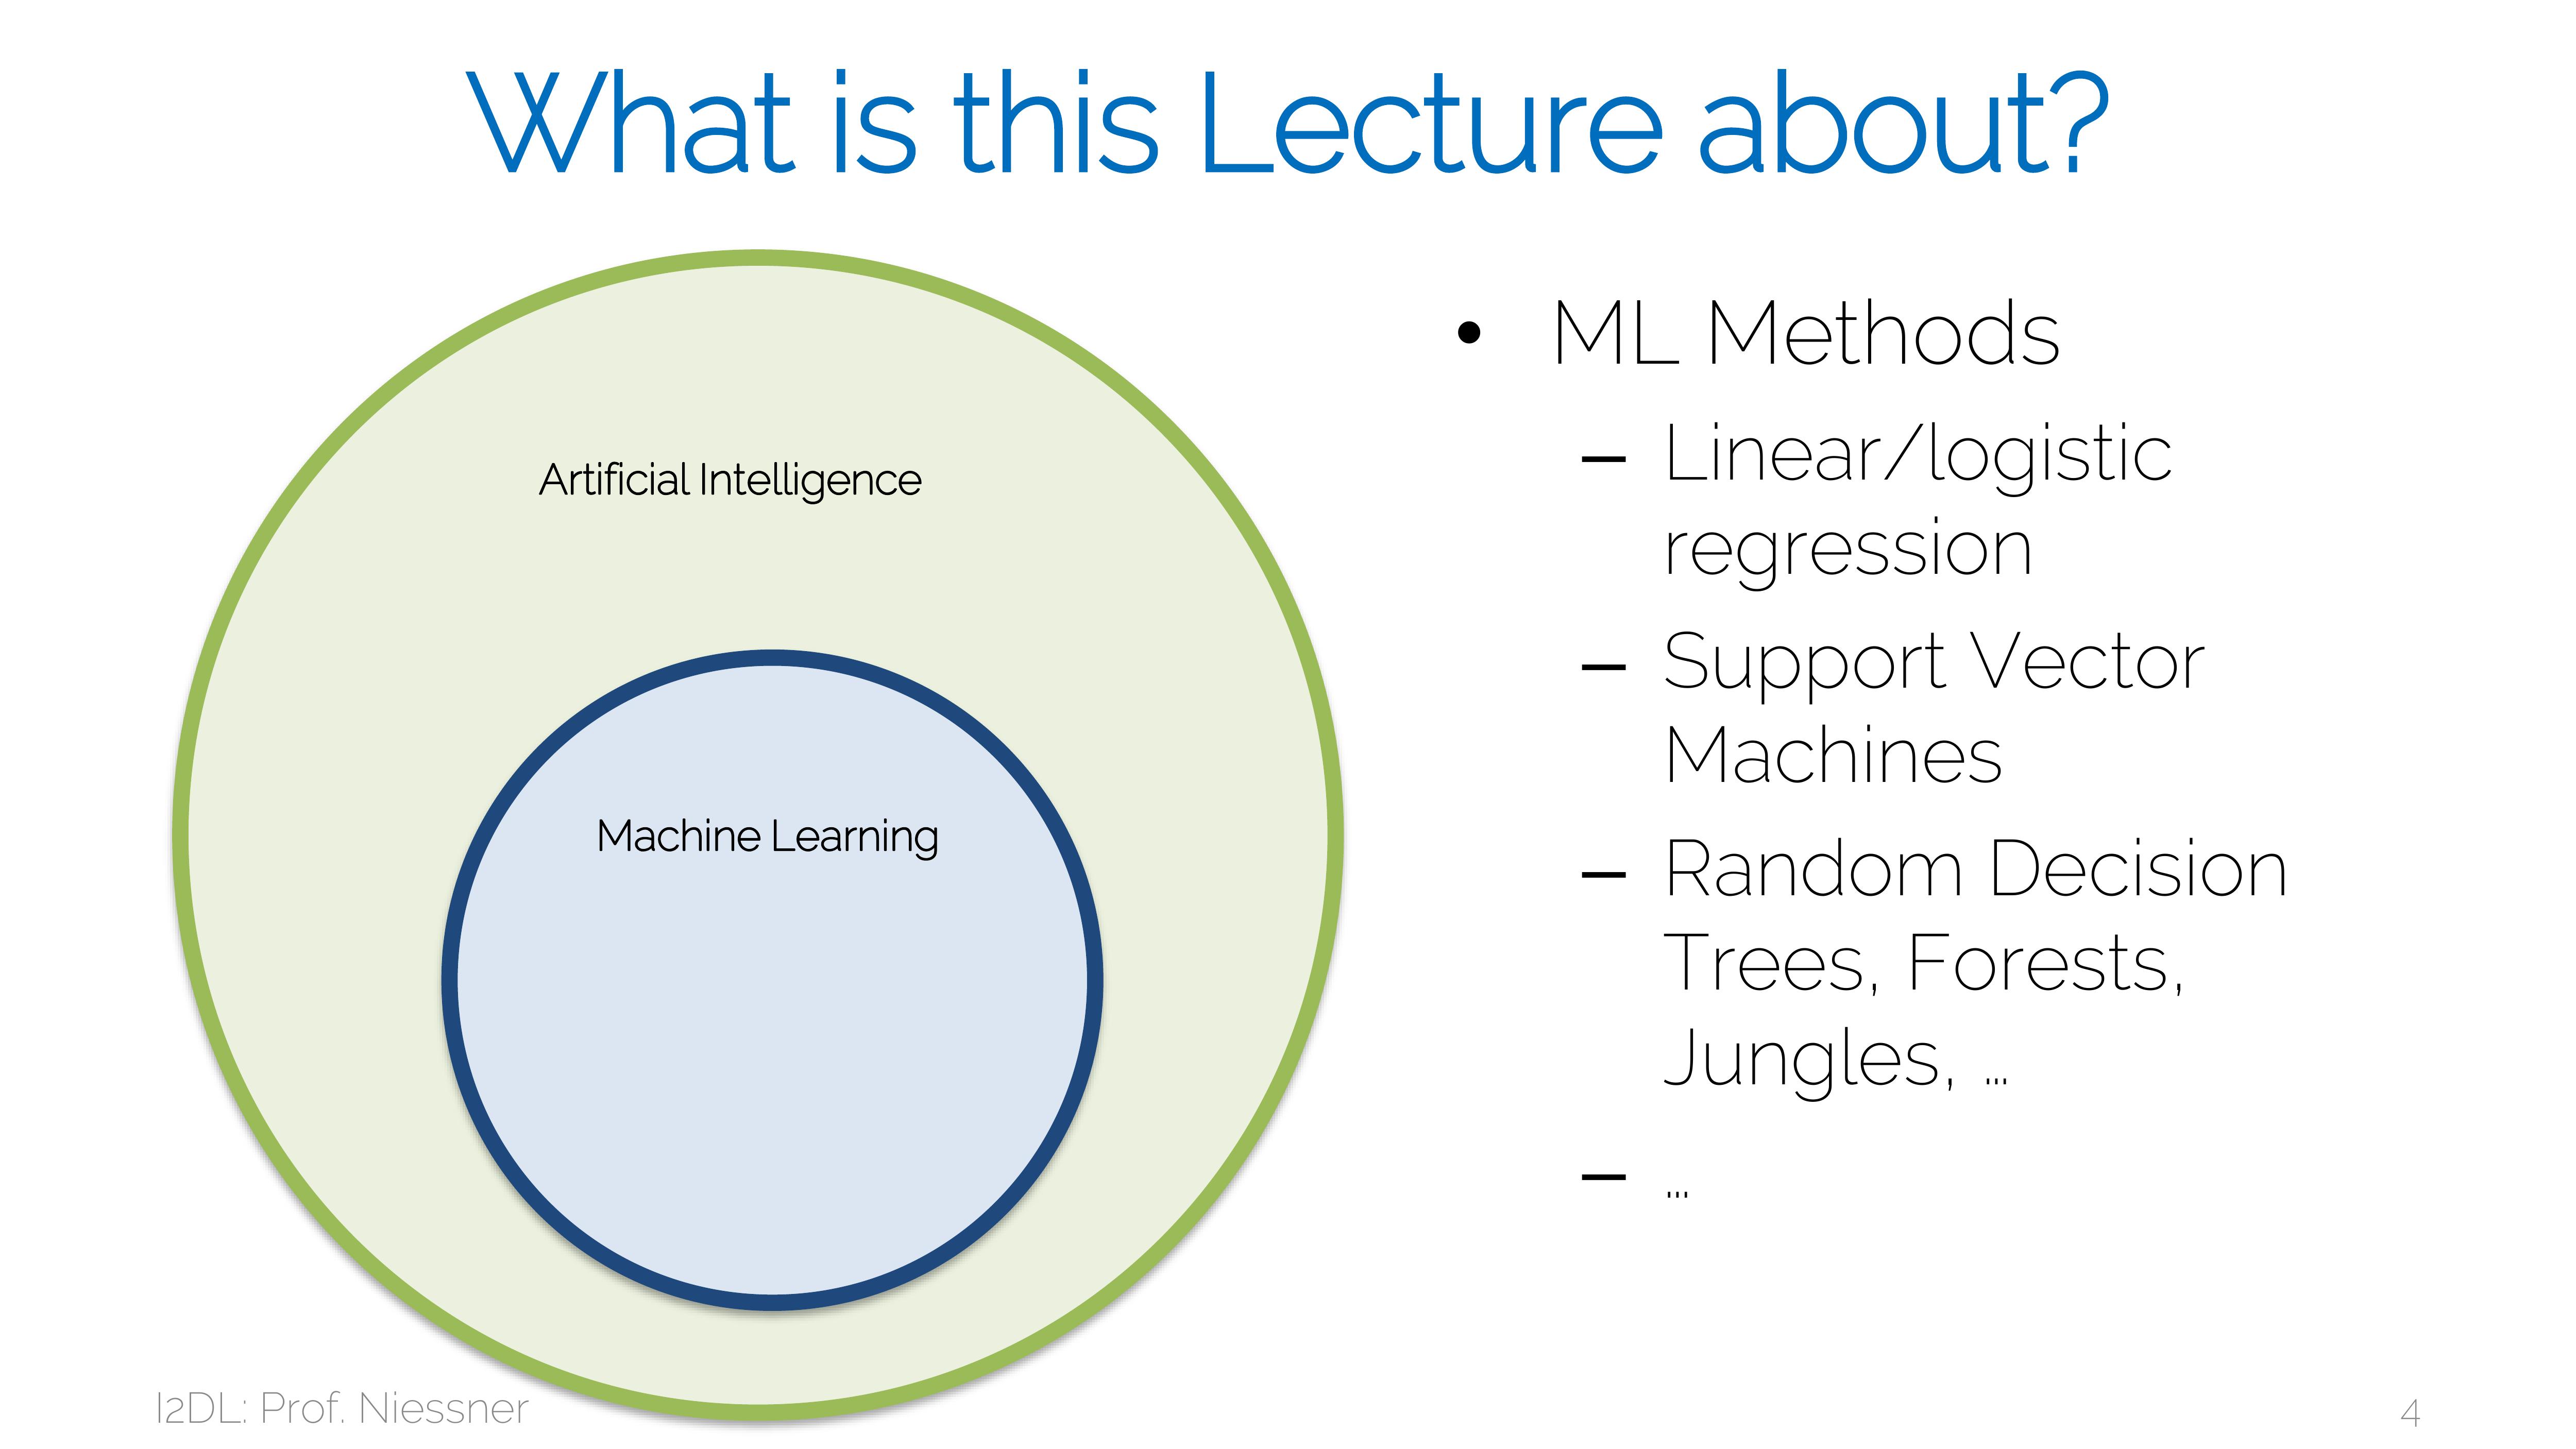 What is this Lecture about?
Artificial Intelligence
Machine Learning
• ML Methods
– Linear/logistic
regression
– Support Vector
Machines
– Random Decision
Trees, Forests,
Jungles, …
– …
I2DL: Prof. Niessner
4